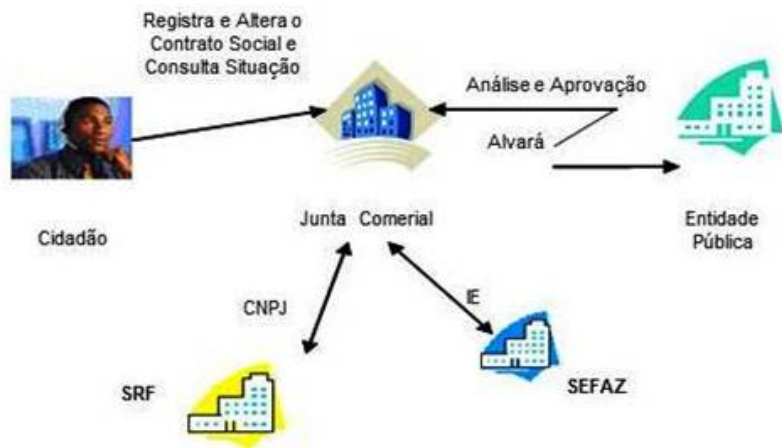 Registra e Altera o
Contrato Social e
Consulta Situação
Análise e Aprovação
Alvará
Cidadão
Junta Comerial
Entidade
Pública
CNPJ
IE
SRF
SEFAZ